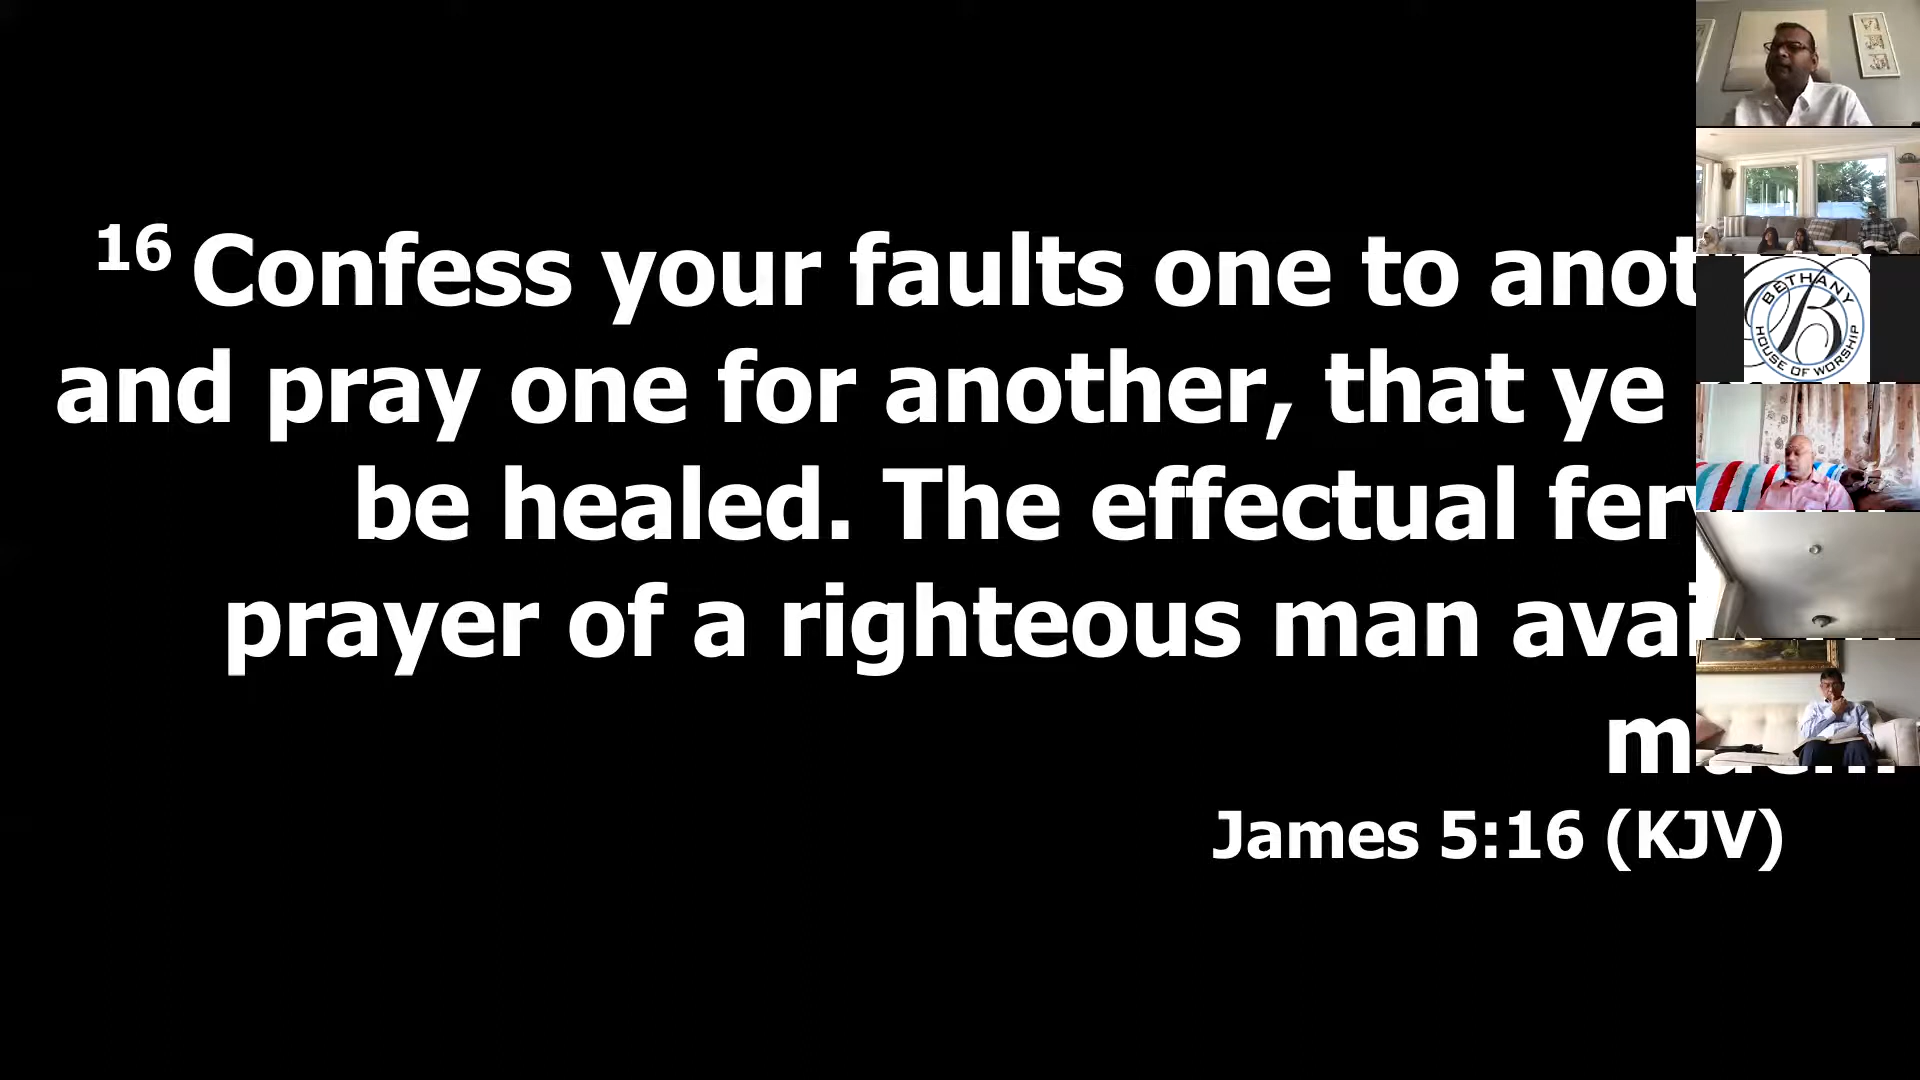 16 Confess your faults one to anot
and pray one for another, that ye
be healed. The effectual ferv
prayer of a righteous man avai
m
James 5:16 (KJV)
BETHANY
B
HOUSE OF WORSHIP